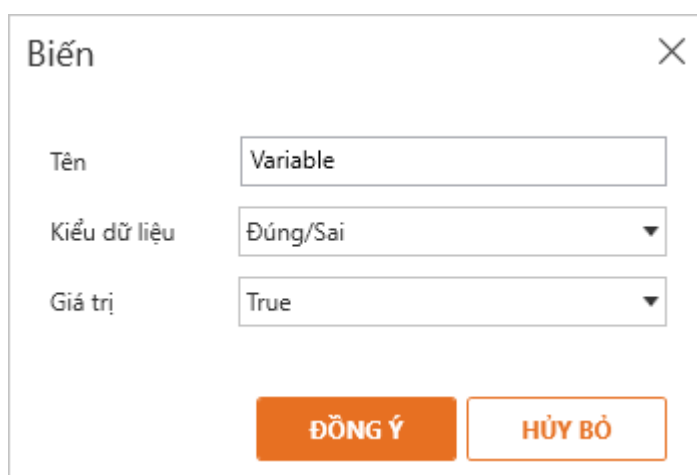 Biến
Tên Variable
Kiểu dữ liệu Đúng/Sai
Giá trị True
ĐỒNG Ý HỦY BỎ